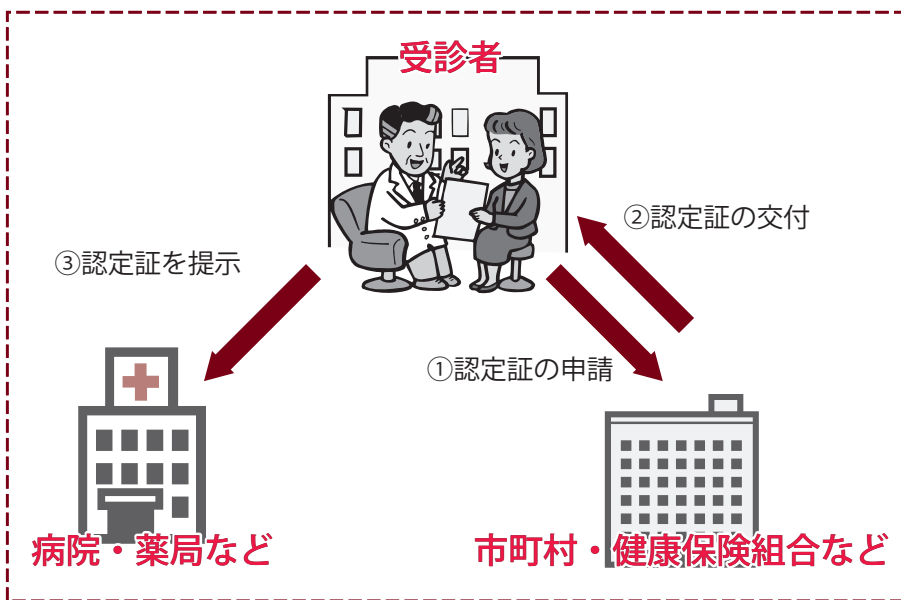 受診者
②認定証の交付
③認定証を提示
①認定証の申請
病院・薬局など
市町村・健康保険組合など